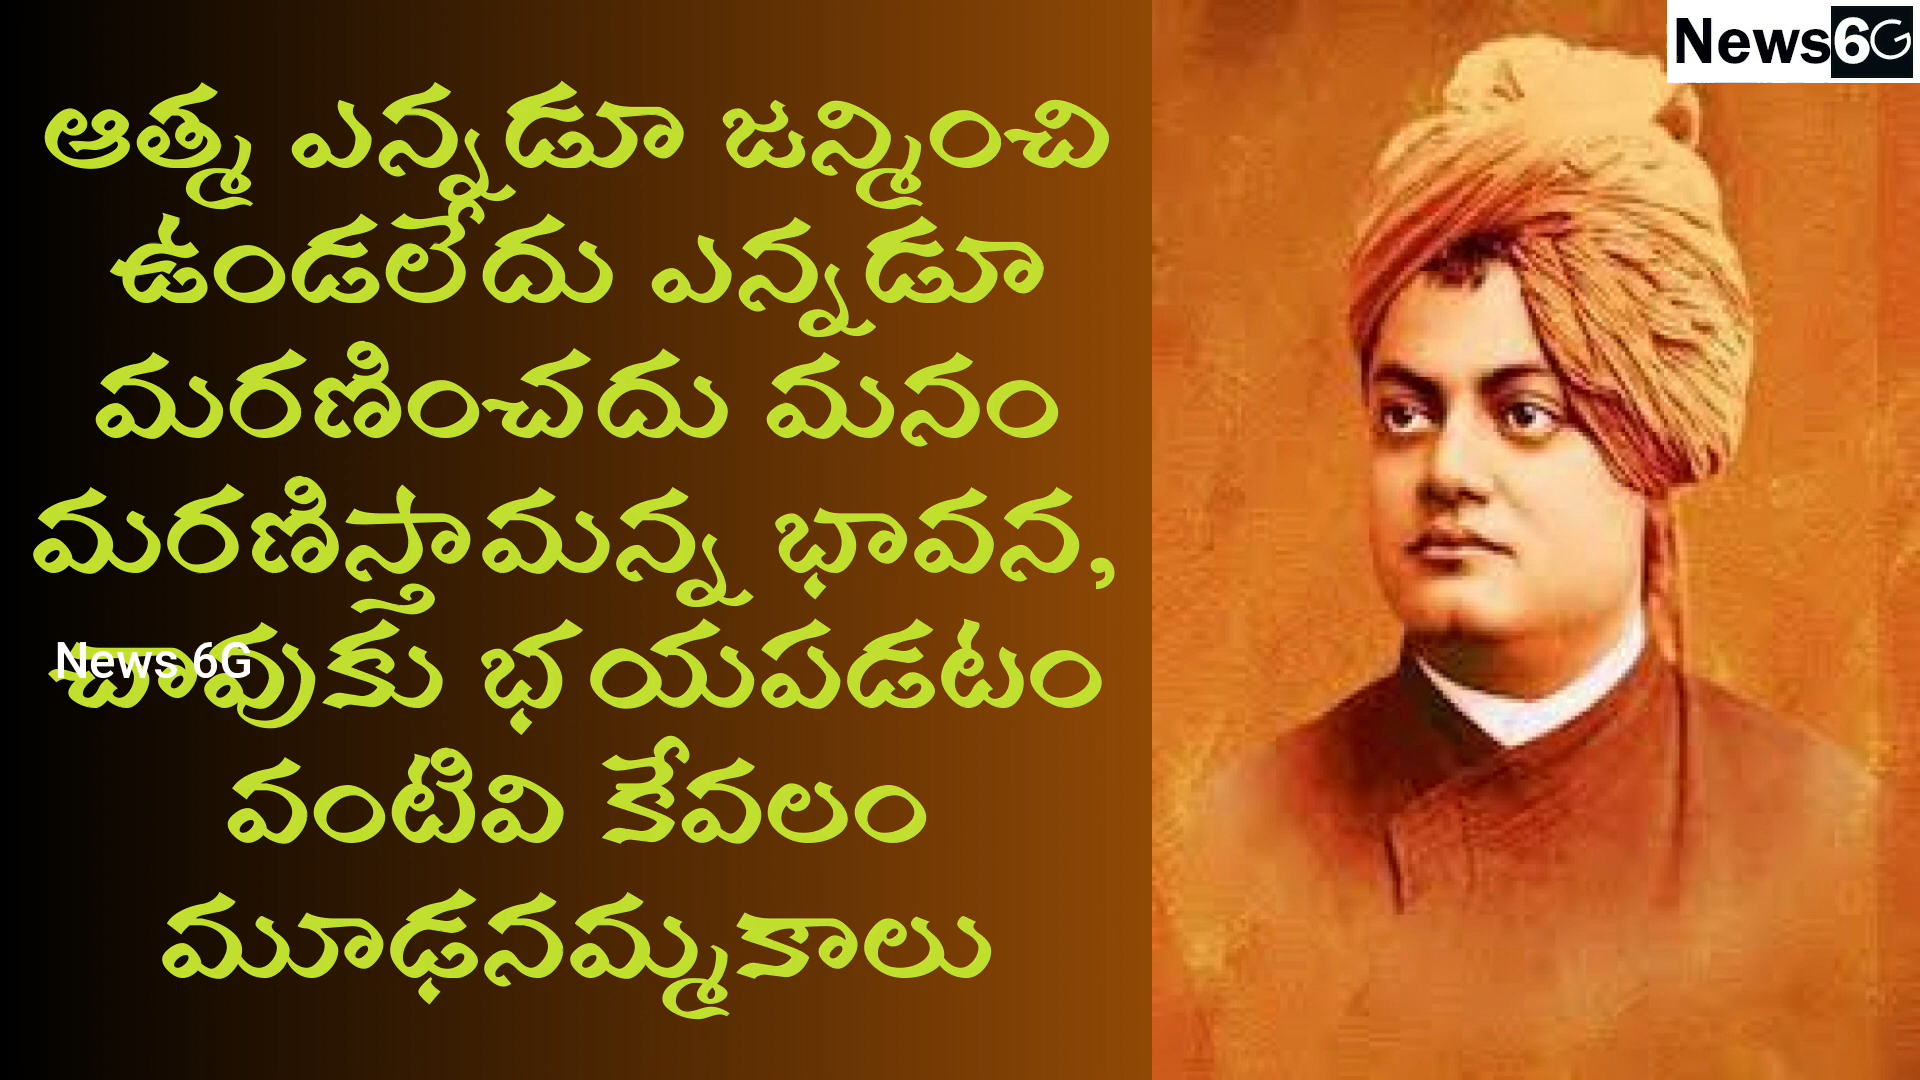 News6G
ఆత్మ ఎన్నడూ జన్మించి
ఉండలేదు ఎన్నడూ
మరణించదు మనం
మరణిస్తామన్న భావన,
చావుకు భయపడటం
News 6G
వంటివి కేవలం
మూఢనమ్మకాలు